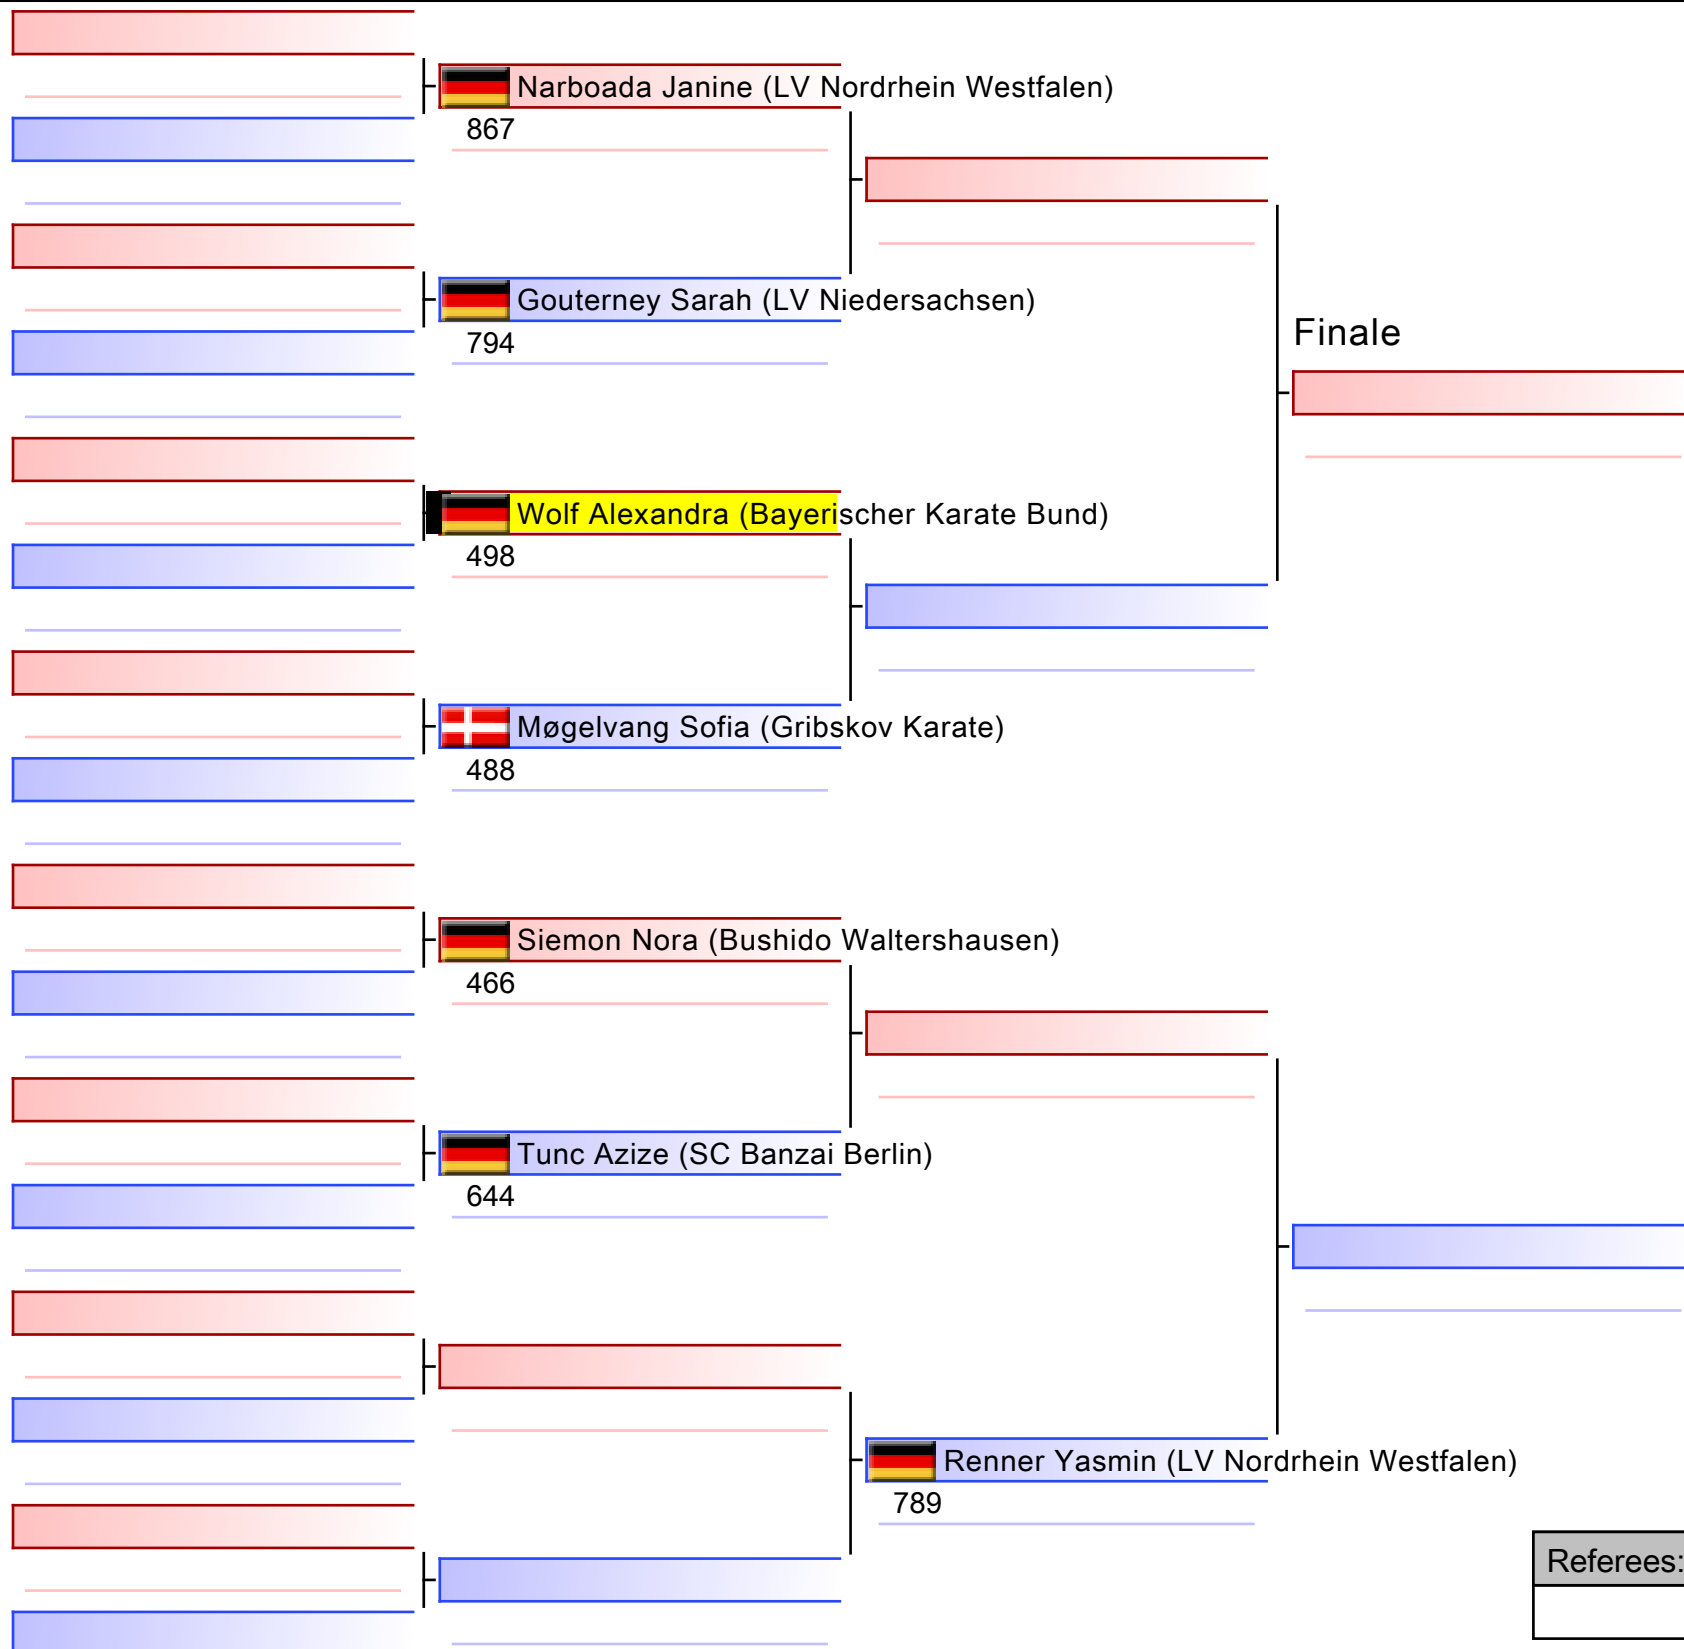 Narboada Janine (LV Nordrhein Westfalen)
867
Gouterney Sarah (LV Niedersachsen)
794
Finale
Wolf Alexandra (Bayerischer Karate Bund)
498
Møgelvang Sofia (Gribskov Karate)
488
Siemon Nora (Bushido Waltershausen)
466
Tunc Azize (SC Banzai Berlin)
644
Renner Yasmin (LV Nordrhein Westfalen)
789
Referees: